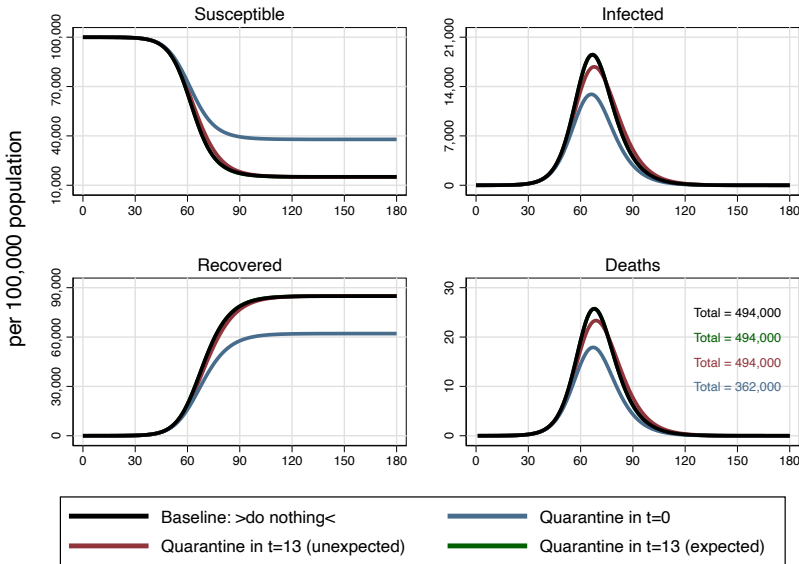 per 100,000 population
Susceptible
100,000
70,000
40,000
10,000
0 30 60 90 120 150 180
Infected
21,000
14,000
7,000
0
0 30 60 90 120 150 180
Recovered
90,000
60,000
30,000
0
0 30 60 90 120 150 180
Deaths
30
20
10
0
0 30 60 90 120 150 180
Total = 494,000
Total = 494,000
Total = 494,000
Total = 362,000
Baseline: >do nothing<
Quarantine in t=0
Quarantine in t=13 (unexpected)
Quarantine in t=13 (expected)